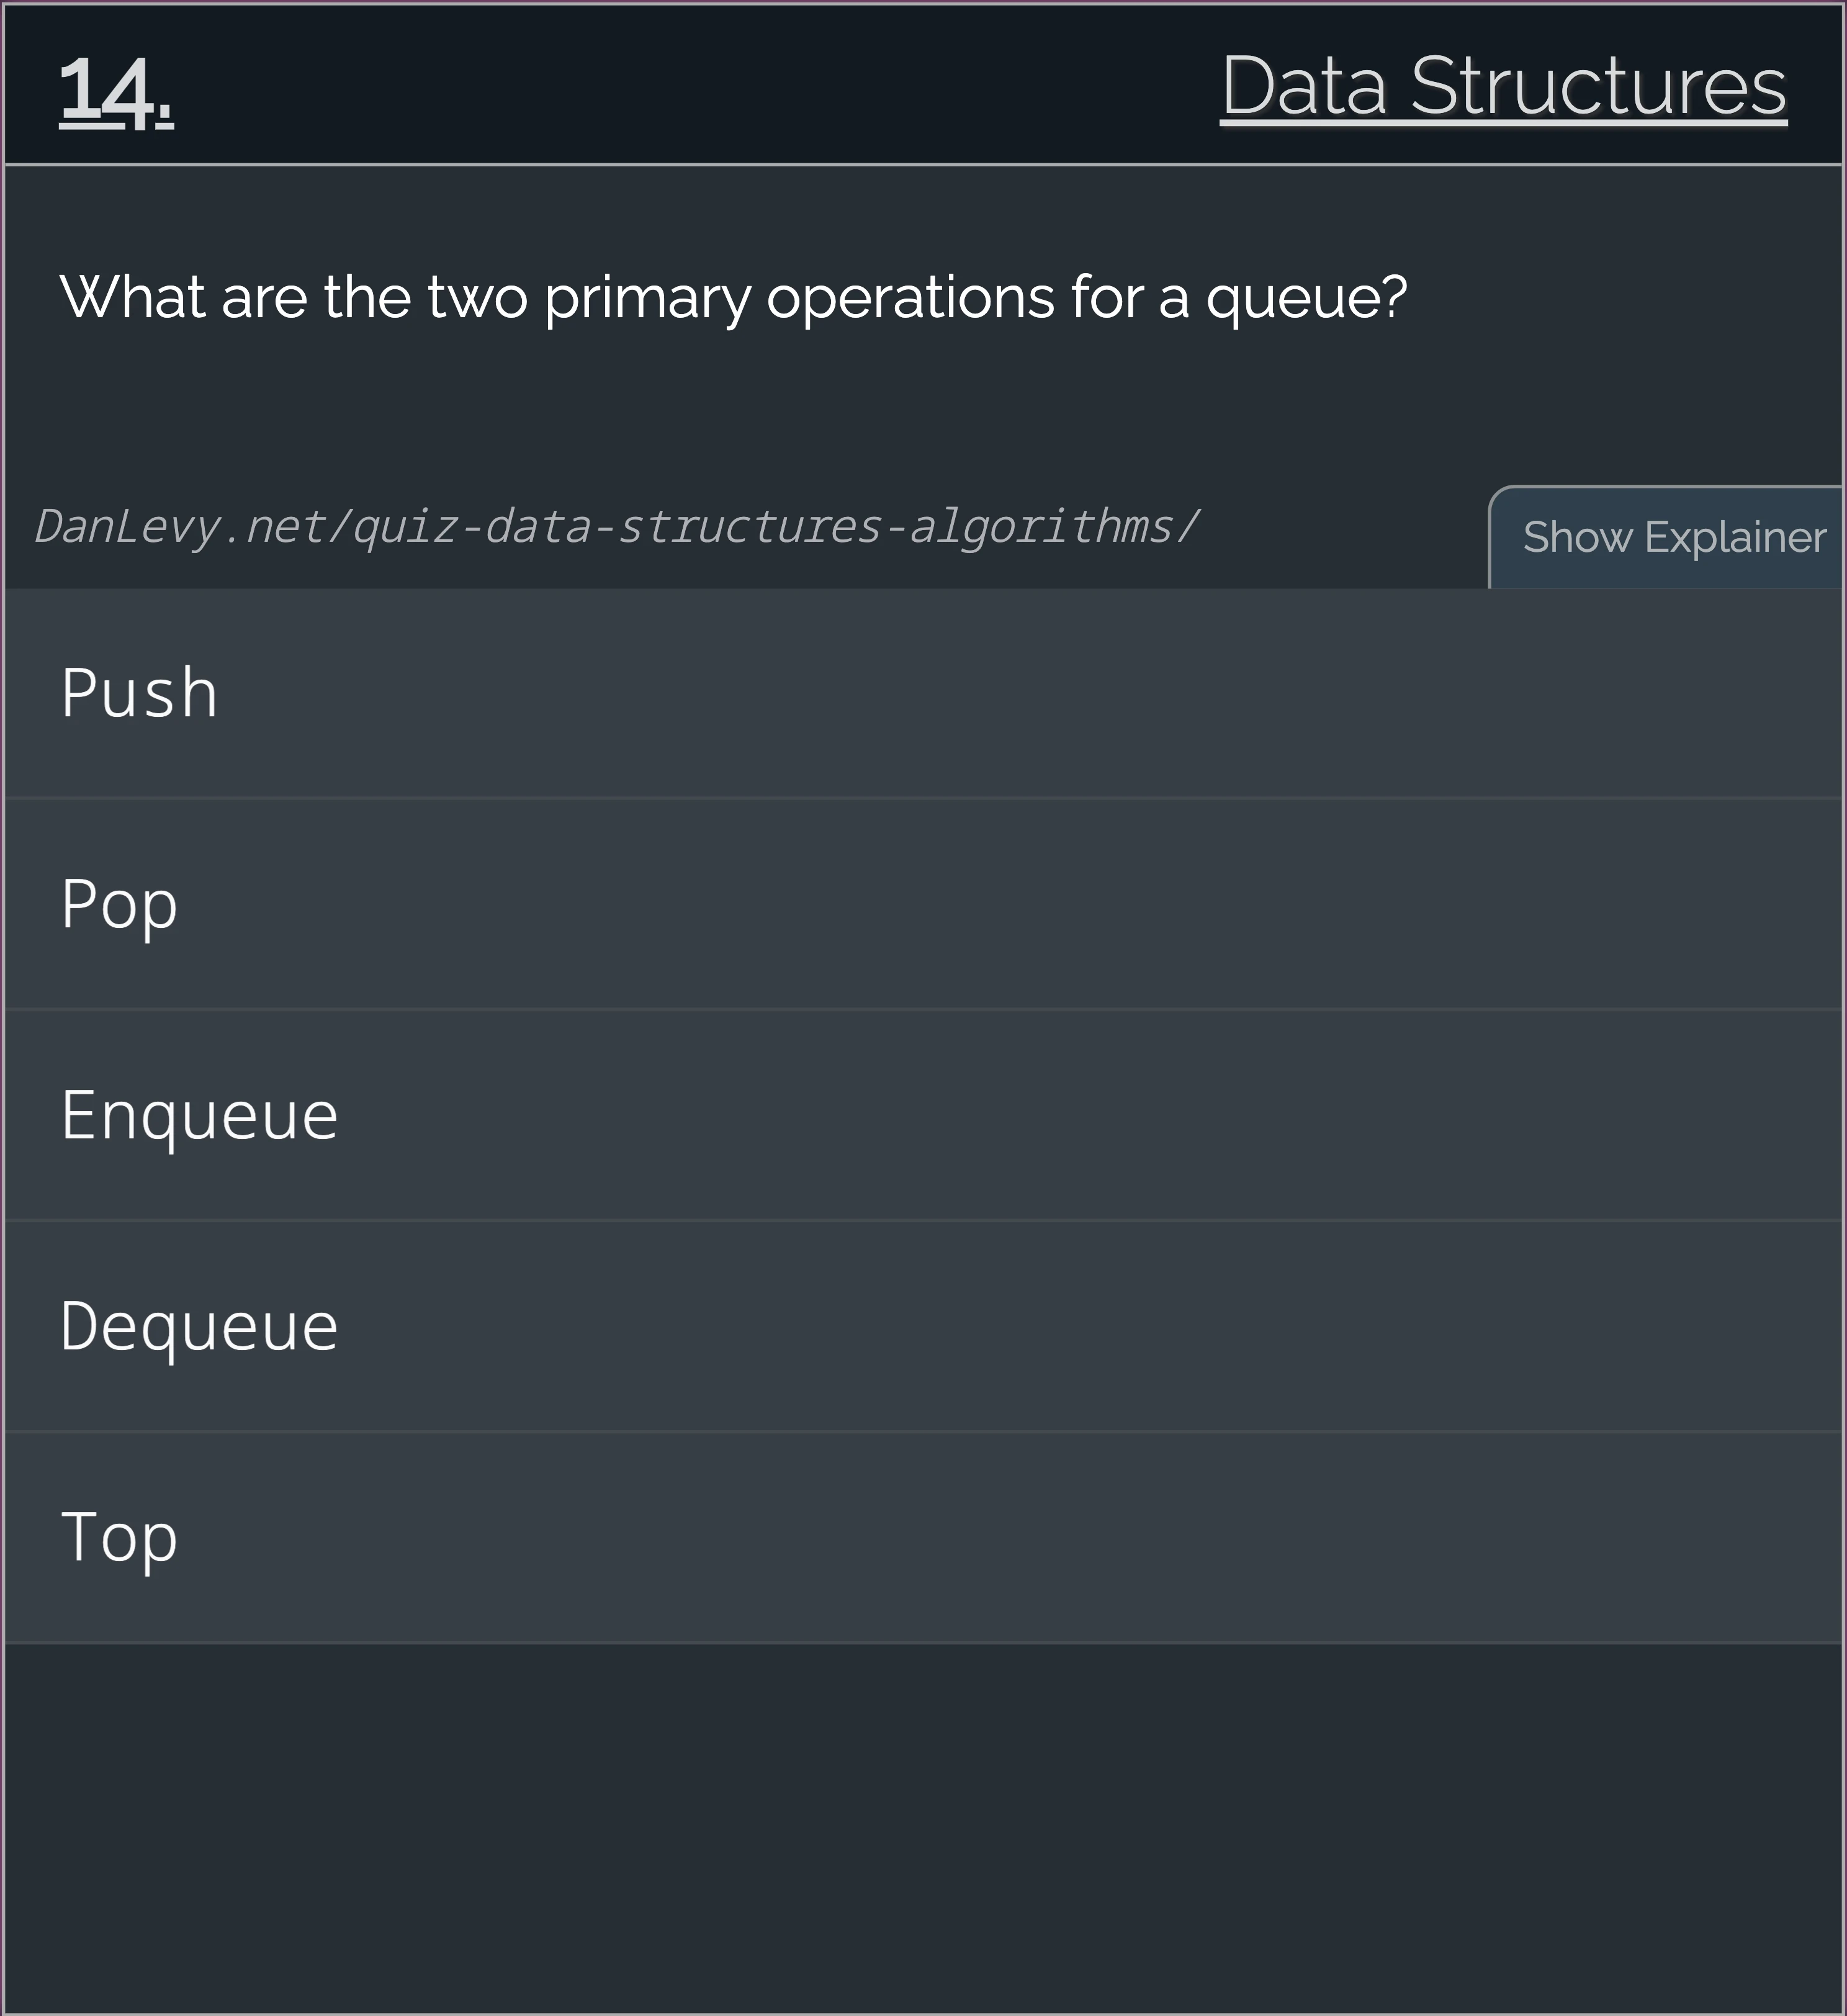 14.
Data Structures
What are the two primary operations for a queue?
DanLevy.net/quiz-data-structures-algorithms/
Show Explainer
Push
Pop
Enqueue
Dequeue
Top